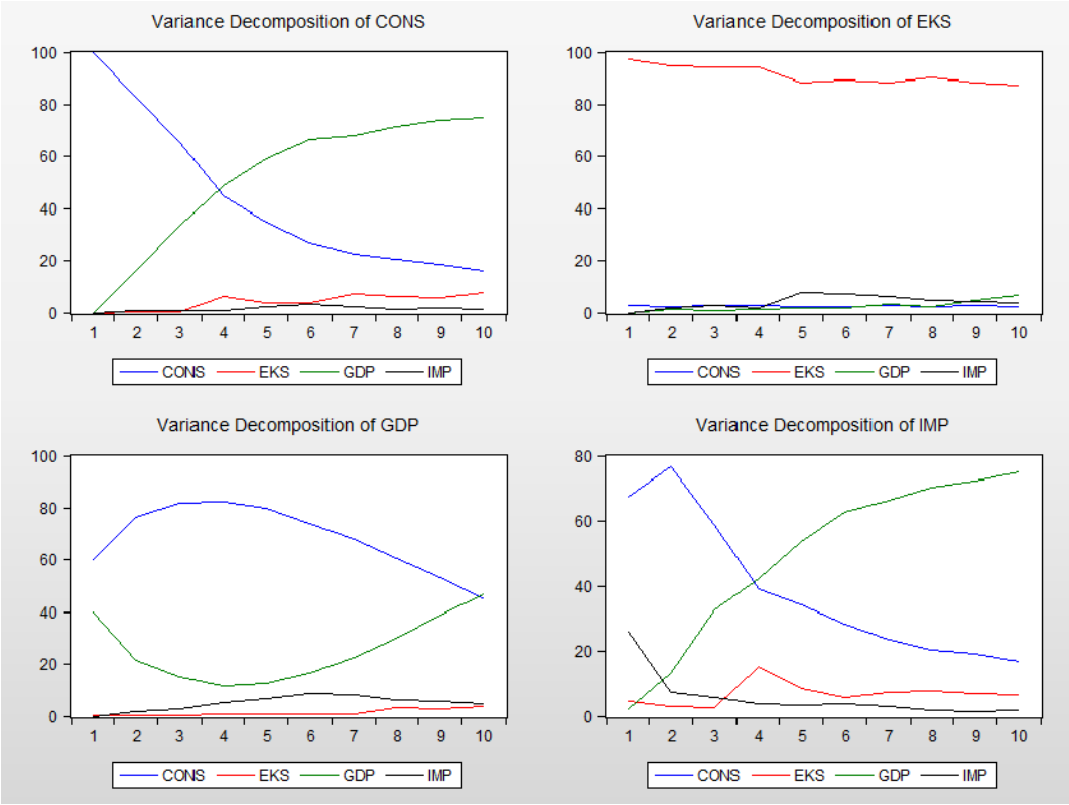 Variance Decomposition of CONS
100
80
60
40
20
0
1 2 3 4 5 6 7 8 9 10
CONS EKS GDP IMP
Variance Decomposition of EKS
100
80
60
40
20
0
1 2 3 4 5 6 7 8 9 10
CONS EKS GDP IMP
Variance Decomposition of GDP
100
80
60
40
20
0
1 2 3 4 5 6 7 8 9 10
CONS EKS GDP IMP
Variance Decomposition of IMP
80
60
40
20
0
1 2 3 4 5 6 7 8 9 10
CONS EKS GDP IMP